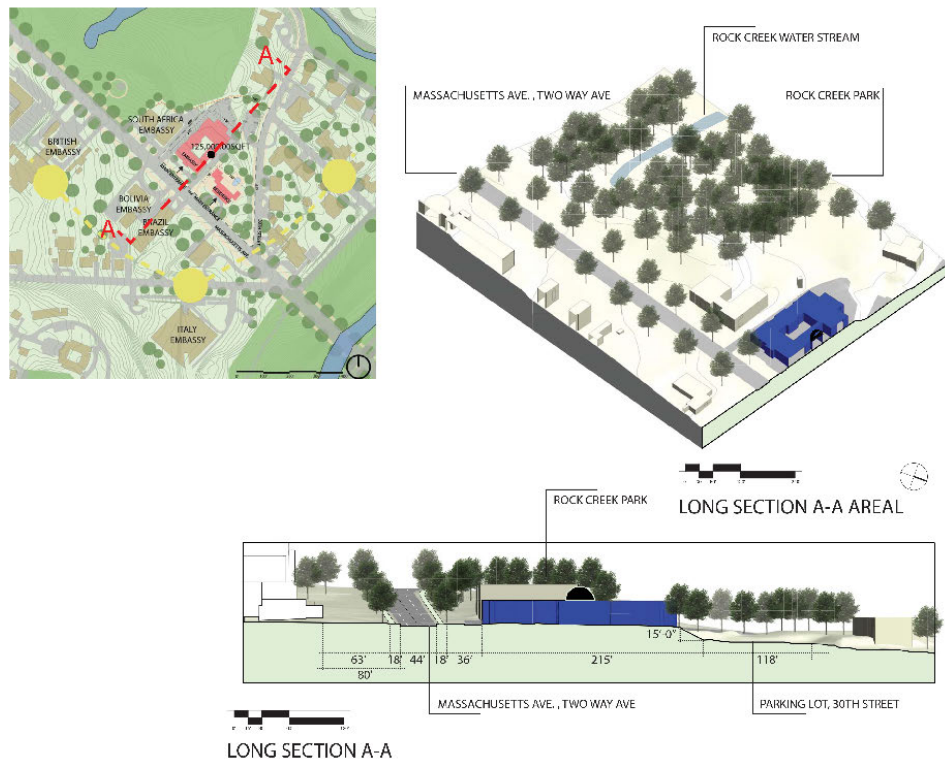 A
SOUTH AFRICA
EMBASSY
BRITISH
EMBASSY
BOLIVIA
EMBASSY
A
BRAZIL
EMBASSY
MASSACHUSETTS AVE
ITALY
EMBASSY
ROCK CREEK WATER STREAM
MASSACHUSETTS AVE. , TWO WAY AVE
ROCK CREEK PARK
LONG SECTION A-A AREAL
ROCK CREEK PARK
15'-0"
63' 18' 44' 18' 36' 215' 118'
80'
MASSACHUSETTS AVE. , TWO WAY AVE
PARKING LOT, 30TH STREET
LONG SECTION A-A